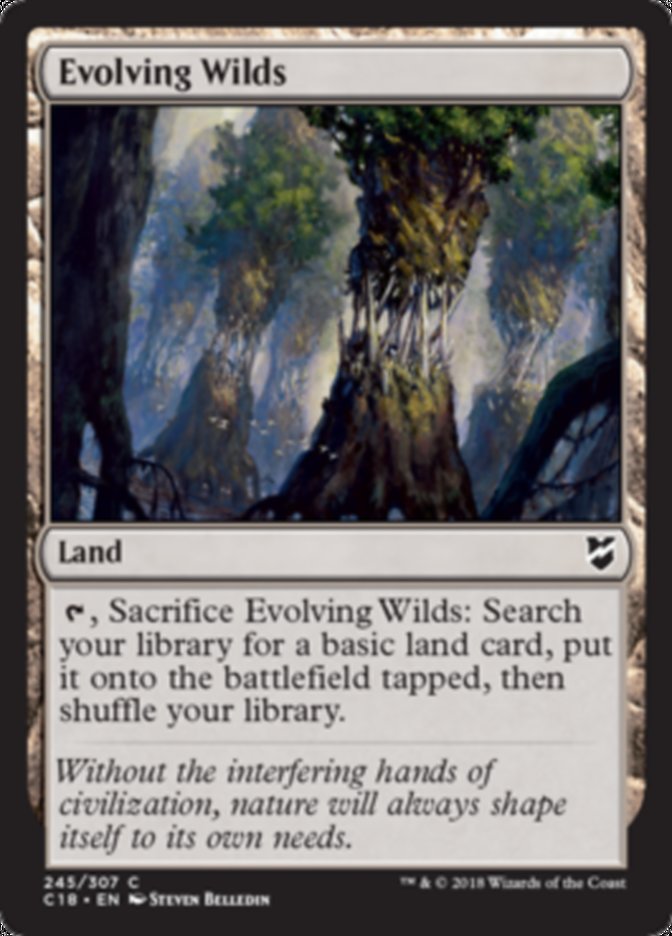 Evolving Wilds
Land
, Sacrifice Evolving Wilds: Search
your library for a basic land card, put
it onto the battlefield tapped, then
shuffle your library.
Without the interfering hands of
civilization, nature will always shape
itself to its own needs.
245/307 C
™ & © 2018 Wizards of the Coast
C18 • EN Steven Belledin